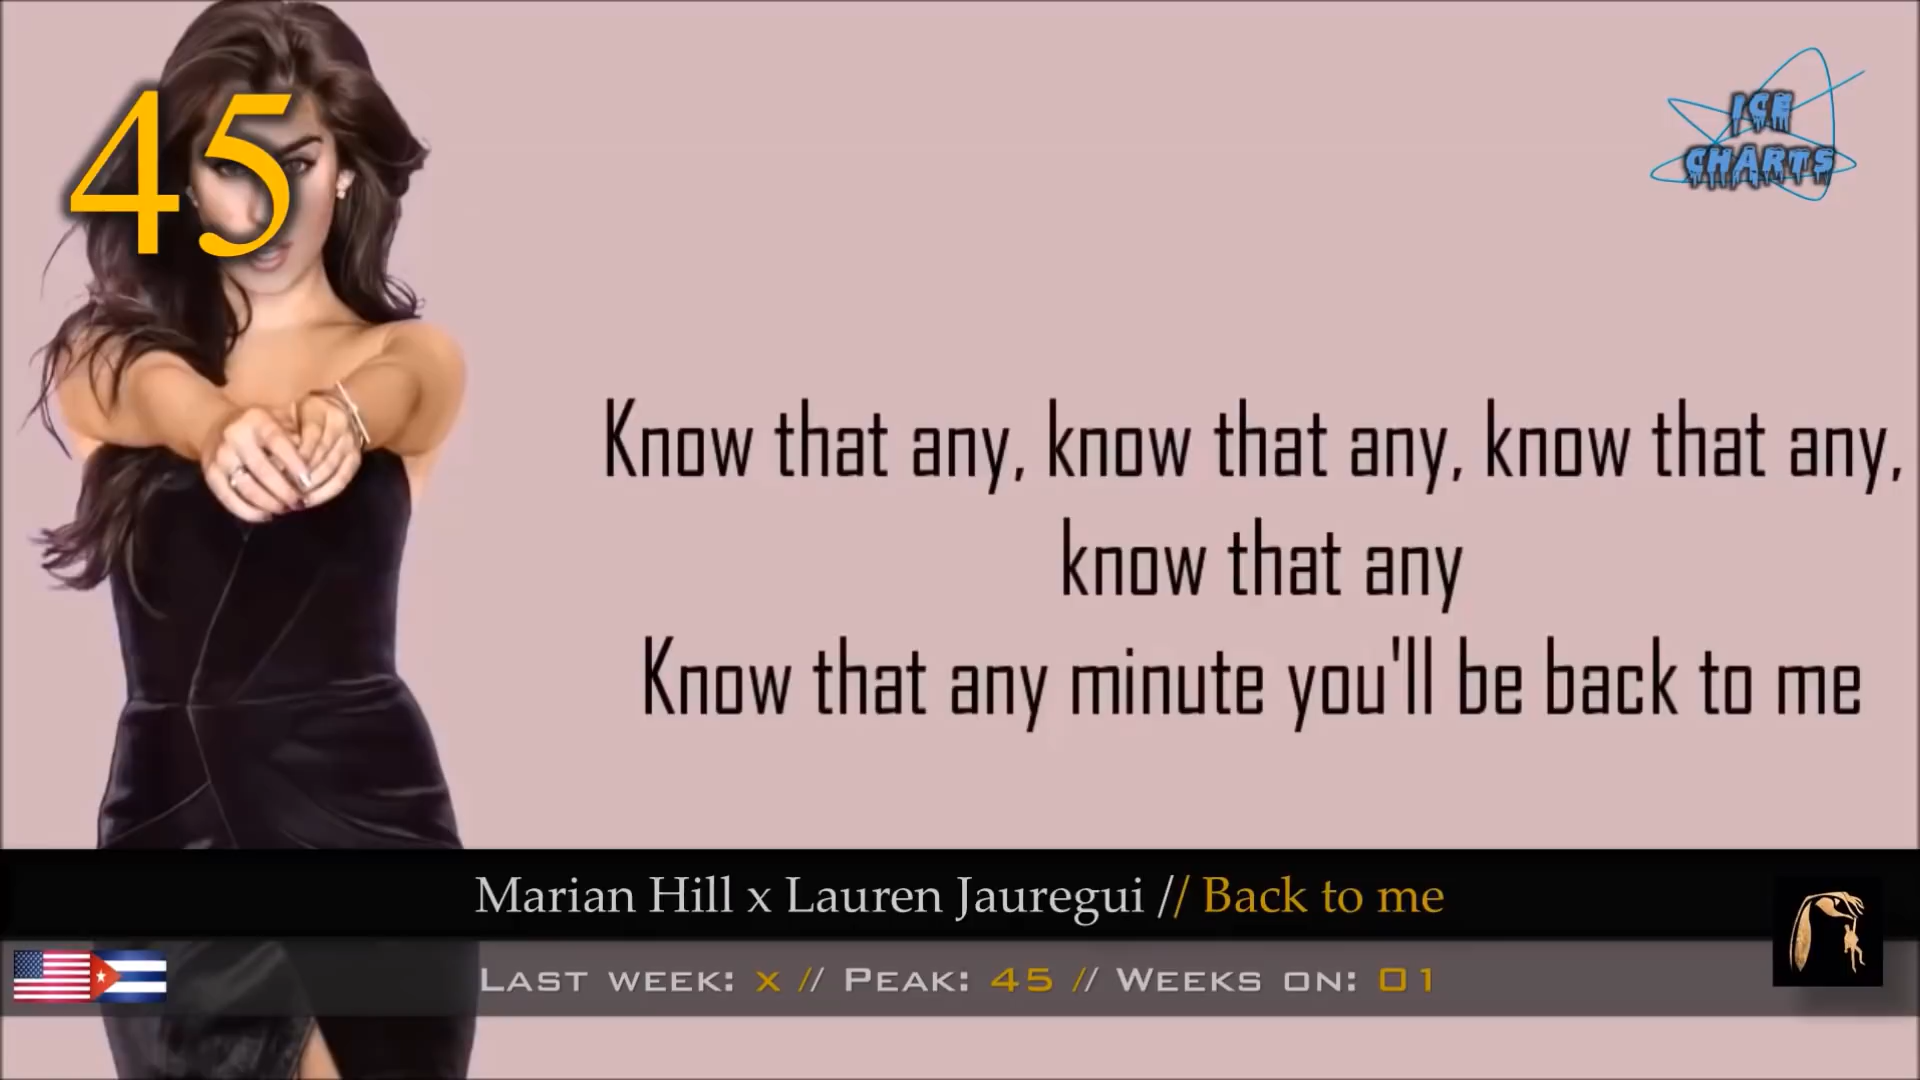 45
ICE
CHARTS
Know that any, know that any, know that any,
know that any
Know that any minute you'll be back to me
Marian Hill x Lauren Jauregui // Back to me
Last week: x // Peak: 45 // Weeks on: 01